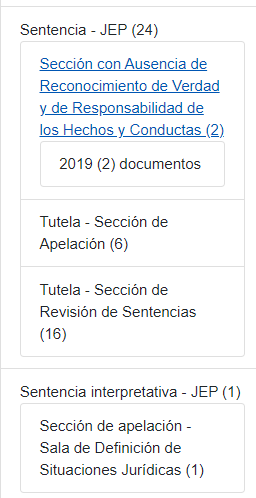 Sentencia - JEP (24)
Sección con Ausencia de
Reconocimiento de Verdad
y de Responsabilidad de
los Hechos y Conductas (2)
2019 (2) documentos
Tutela - Sección de
Apelación (6)
Tutela - Sección de
Revisión de Sentencias
(16)
Sentencia interpretativa - JEP (1)
Sección de apelación -
Sala de Definición de
Situaciones Jurídicas (1)